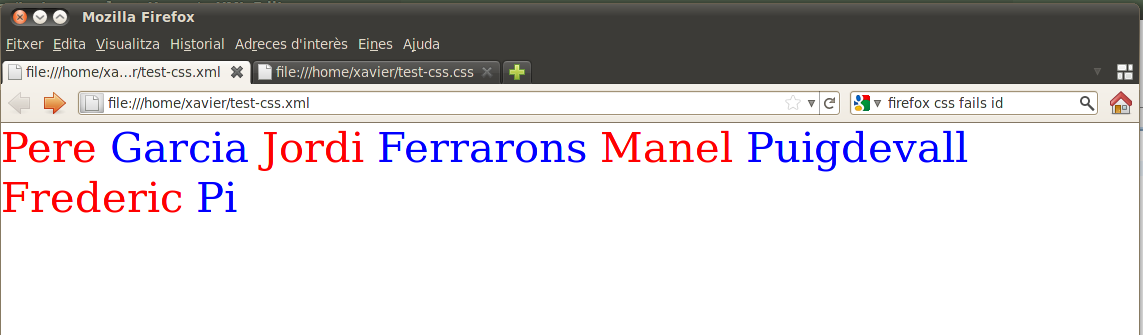 Mozilla Firefox
Fitxer Edita Visualitza Historial Adreces d'interès Eines Ajuda
file:///home/xa...r/test-css.xml file:///home/xavier/test-css.css
file:///home/xavier/test-css.xml firefox css fails id
Pere Garcia Jordi Ferrarons Manel Puigdevall
Frederic Pi